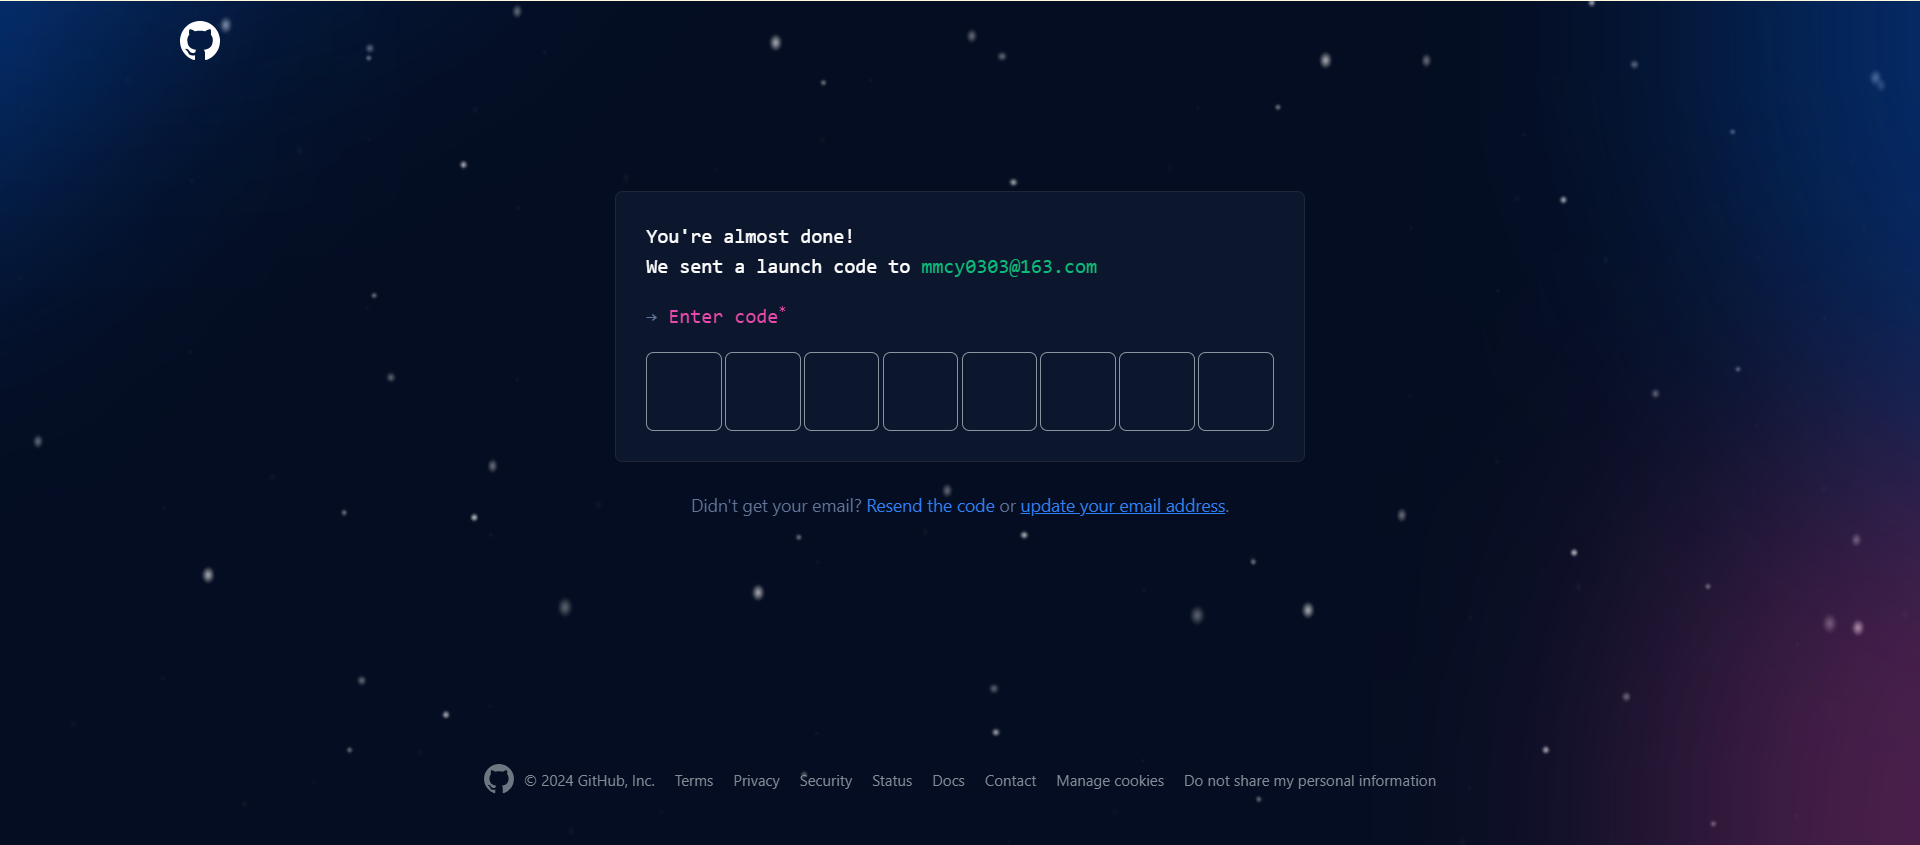 You're almost done!
We sent a launch code to mmcy0303@163.com
→ Enter code*
Didn't get your email? Resend the code or update your email address.
© 2024 GitHub, Inc. Terms Privacy Security Status Docs Contact Manage cookies Do not share my personal information